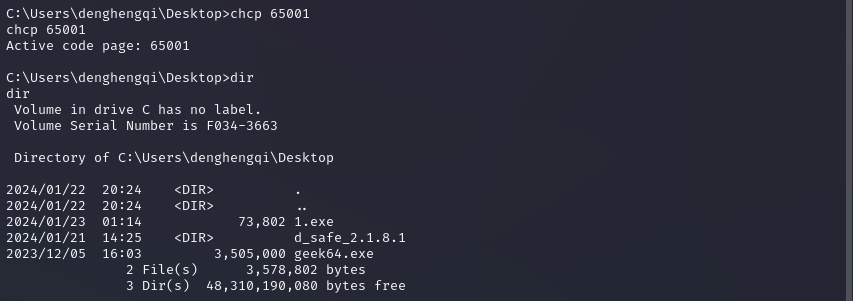 C:\Users\denghengqi\Desktop>chcp 65001
chcp 65001
Active code page: 65001
C:\Users\denghengqi\Desktop>dir
dir
 Volume in drive C has no label.
 Volume Serial Number is F034-3663
 Directory of C:\Users\denghengqi\Desktop
2024/01/22  20:24    <DIR>          .
2024/01/22  20:24    <DIR>          ..
2024/01/23  01:14            73,802 1.exe
2024/01/21  14:25    <DIR>          d_safe_2.1.8.1
2023/12/05  16:03         3,505,000 geek64.exe
               2 File(s)      3,578,802 bytes
               3 Dir(s)  48,310,190,080 bytes free